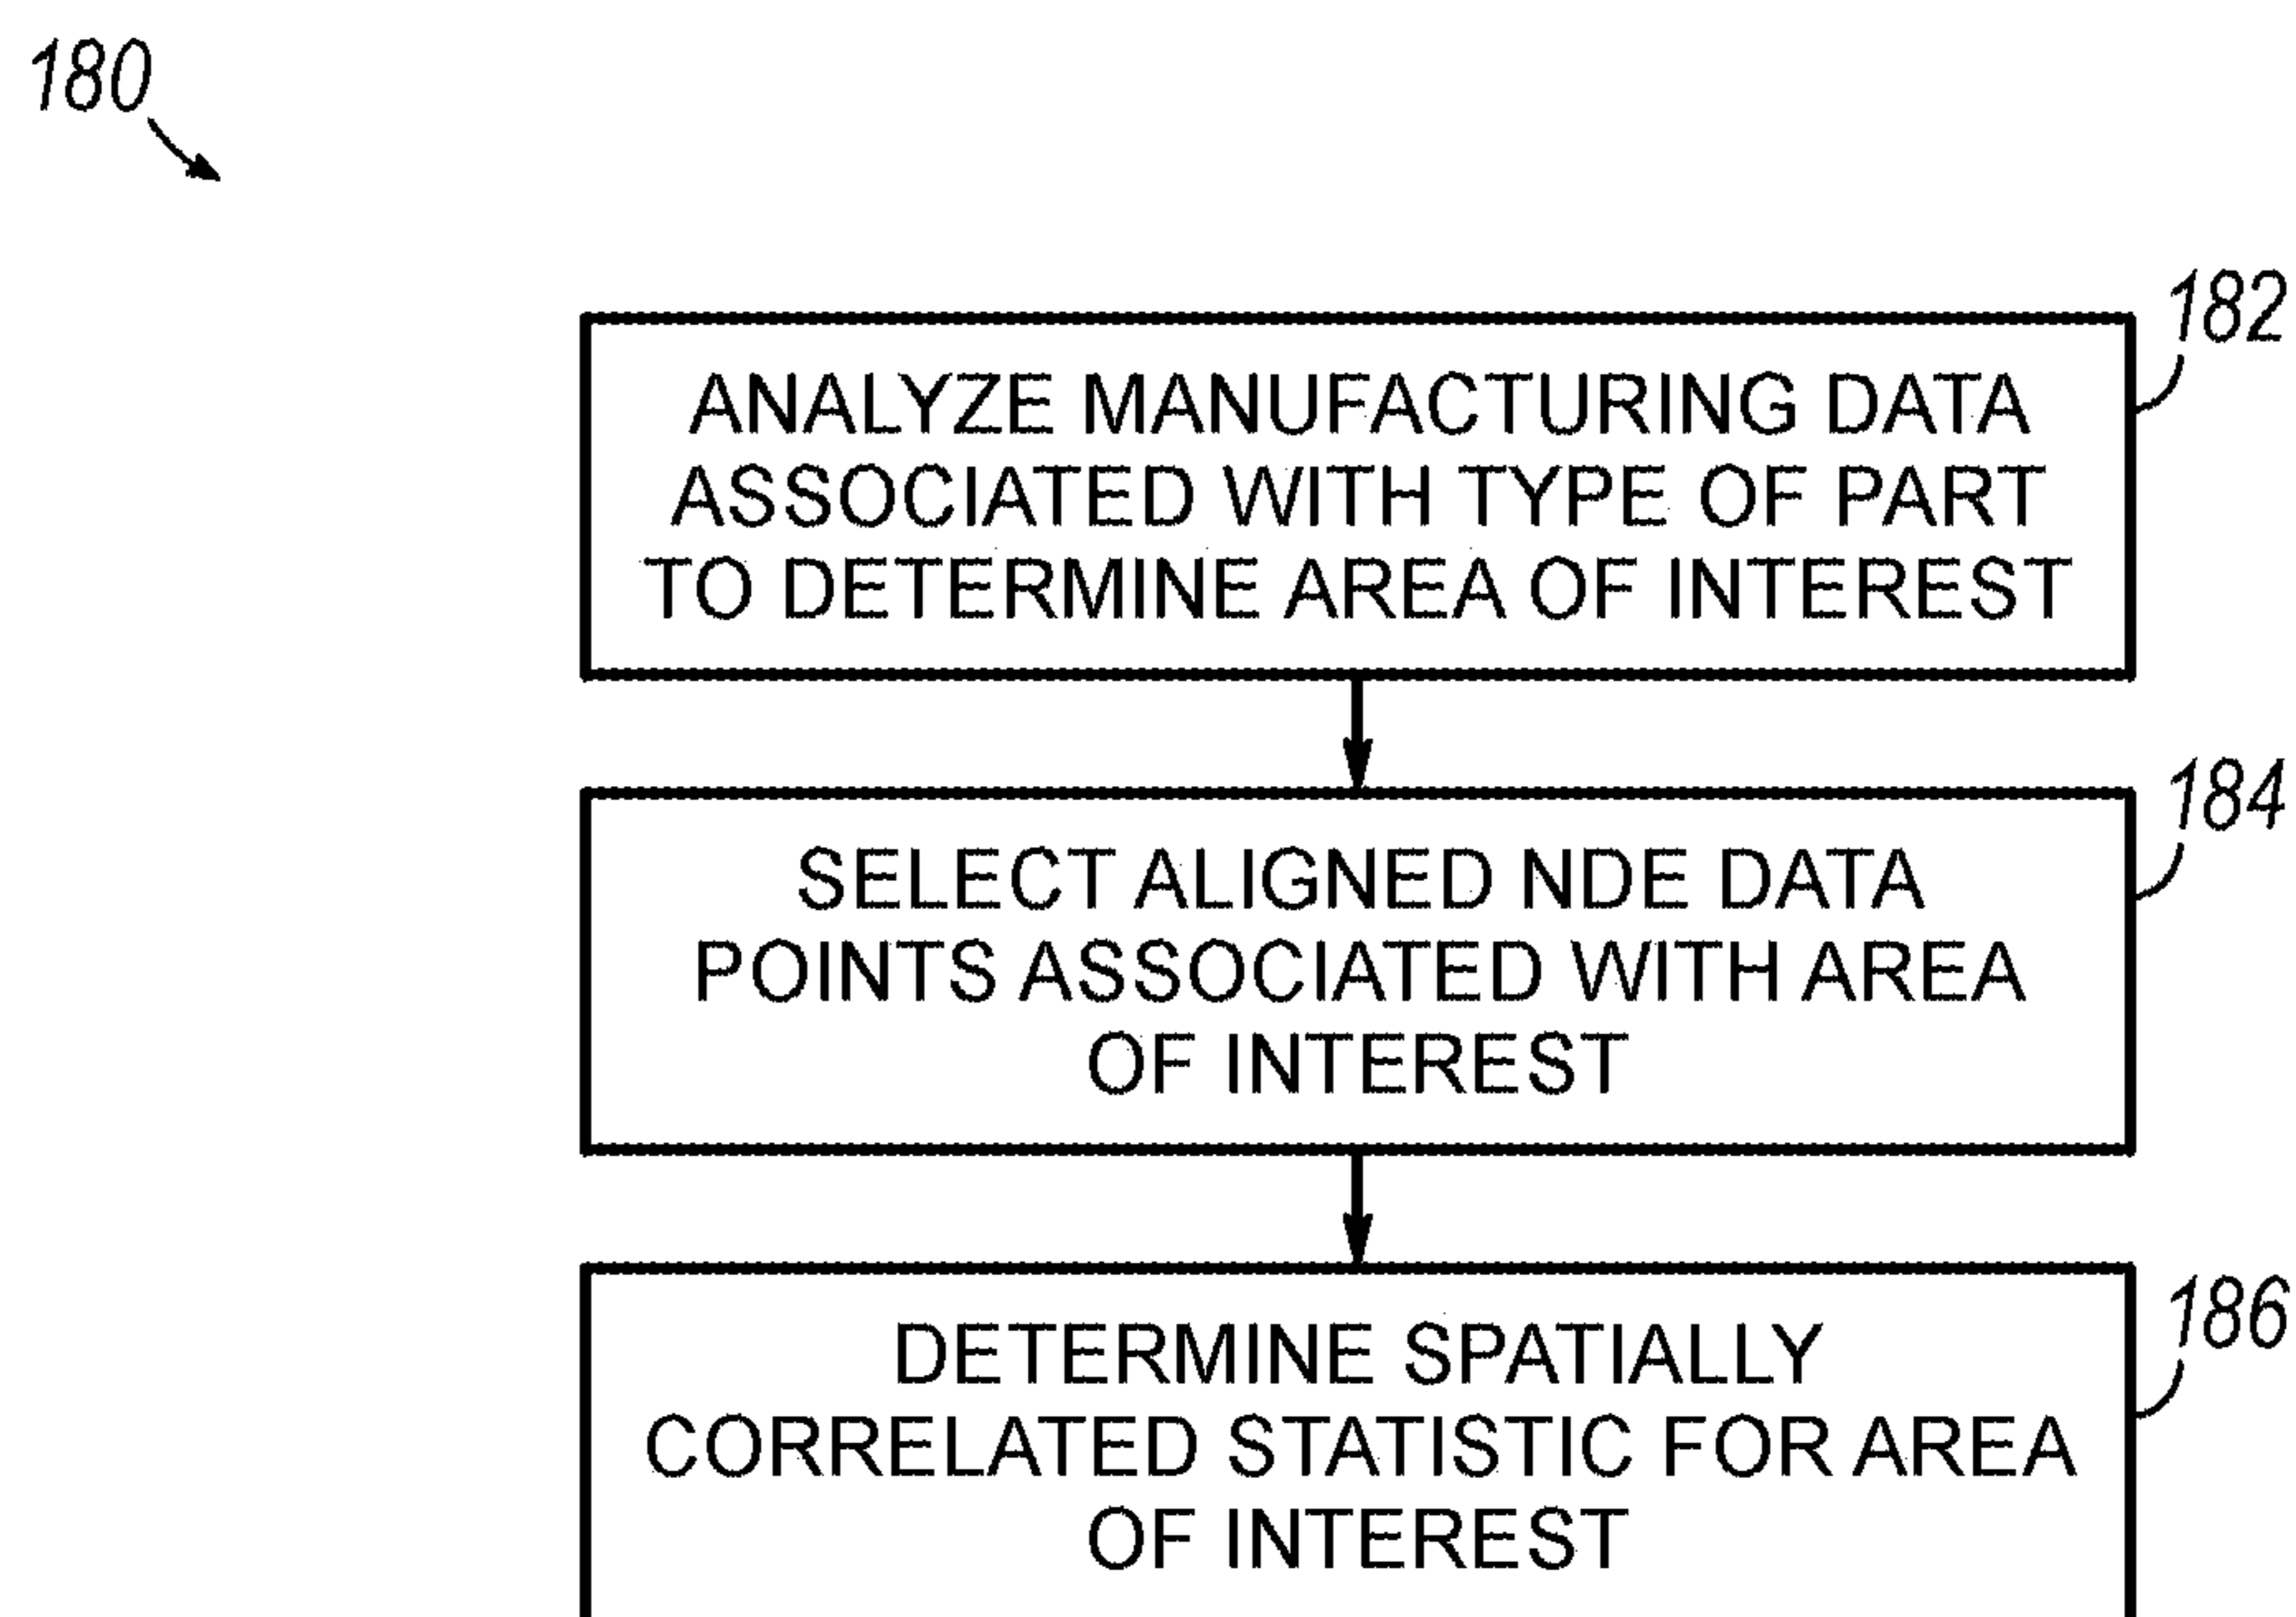 180
182
ANALYZE MANUFACTURING DATA
ASSOCIATED WITH TYPE OF PART
TO DETERMINE AREA OF INTEREST
184
SELECT ALIGNED NDE DATA
POINTS ASSOCIATED WITH AREA
OF INTEREST
186
DETERMINE SPATIALLY
CORRELATED STATISTIC FOR AREA
OF INTEREST